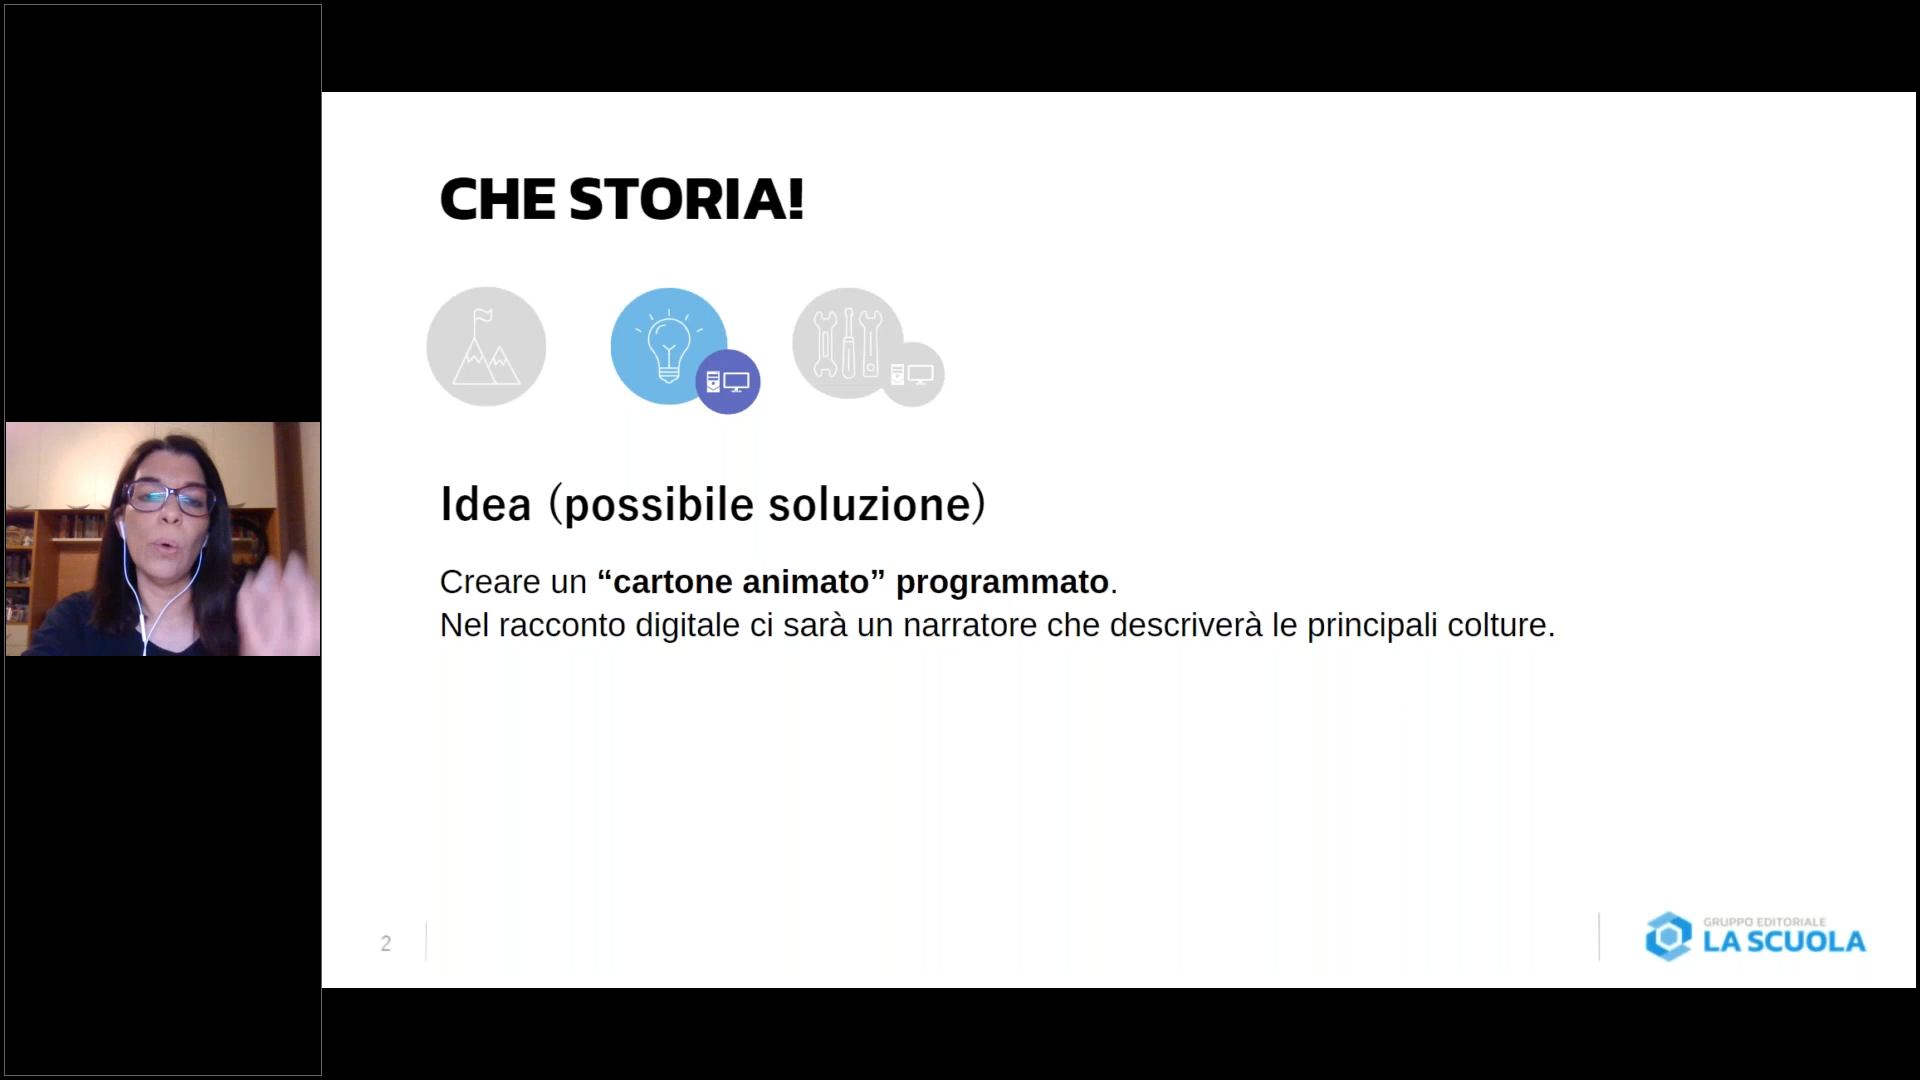 CHE STORIA!
Idea (possibile soluzione)
Creare un “cartone animato” programmato.
Nel racconto digitale ci sarà un narratore che descriverà le principali colture.
2
GRUPPO EDITORIALE
LA SCUOLA